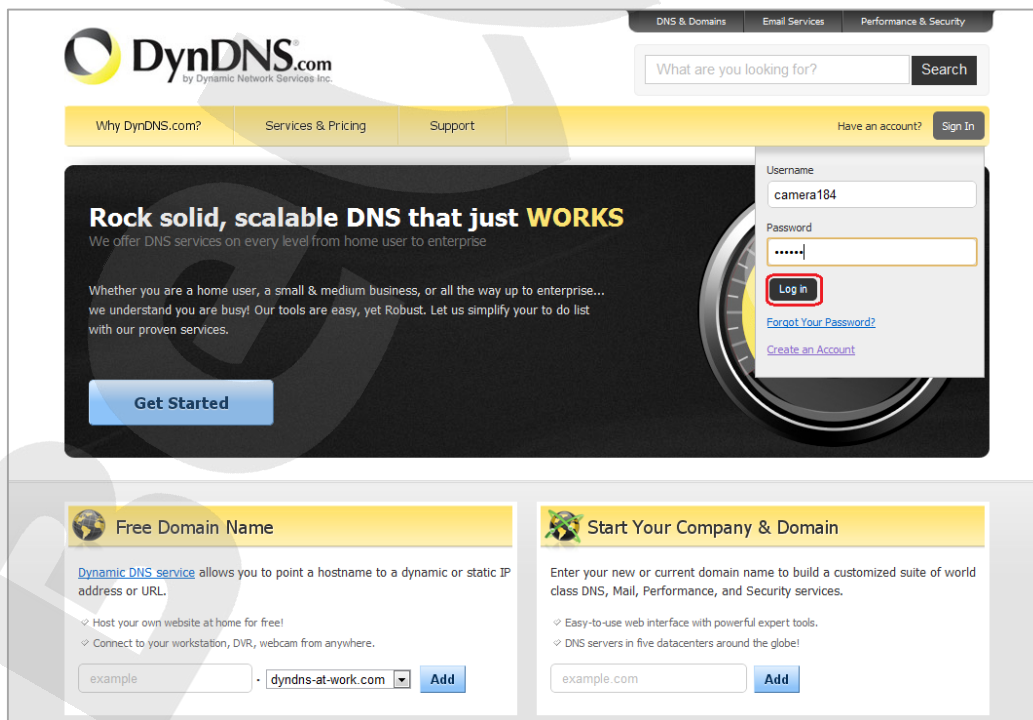 DNS & Domains Email Services Performance & Security
DynDNS.com
by Dynamic Network Services Inc.
What are you looking for? Search
Why DynDNS.com? Services & Pricing Support Have an account? Sign In
Username
camera184
Password
••••••
Log in
Forgot Your Password?
Create an Account
Rock solid, scalable DNS that just WORKS
We offer DNS services on every level from home user to enterprise
Whether you are a home user, a small & medium business, or all the way up to enterprise...
we understand you are busy! Our tools are easy, yet Robust. Let us simplify your to do list
with our proven services.
Get Started
Free Domain Name
Dynamic DNS service allows you to point a hostname to a dynamic or static IP
address or URL.
Host your own website at home for free!
Connect to your workstation, DVR, webcam from anywhere.
example . dyndns-at-work.com Add
Start Your Company & Domain
Enter your new or current domain name to build a customized suite of world
class DNS, Mail, Performance, and Security services.
Easy-to-use web interface with powerful expert tools.
DNS servers in five datacenters around the globe!
example.com Add